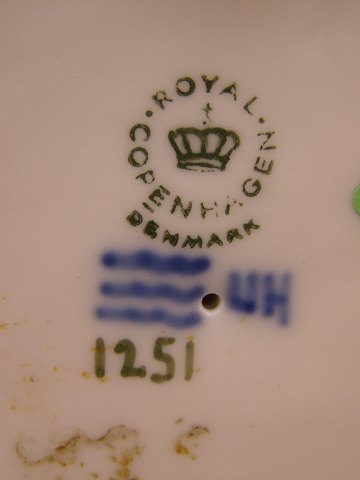 ROYAL
COPENHAGEN
DENMARK
UH
1251